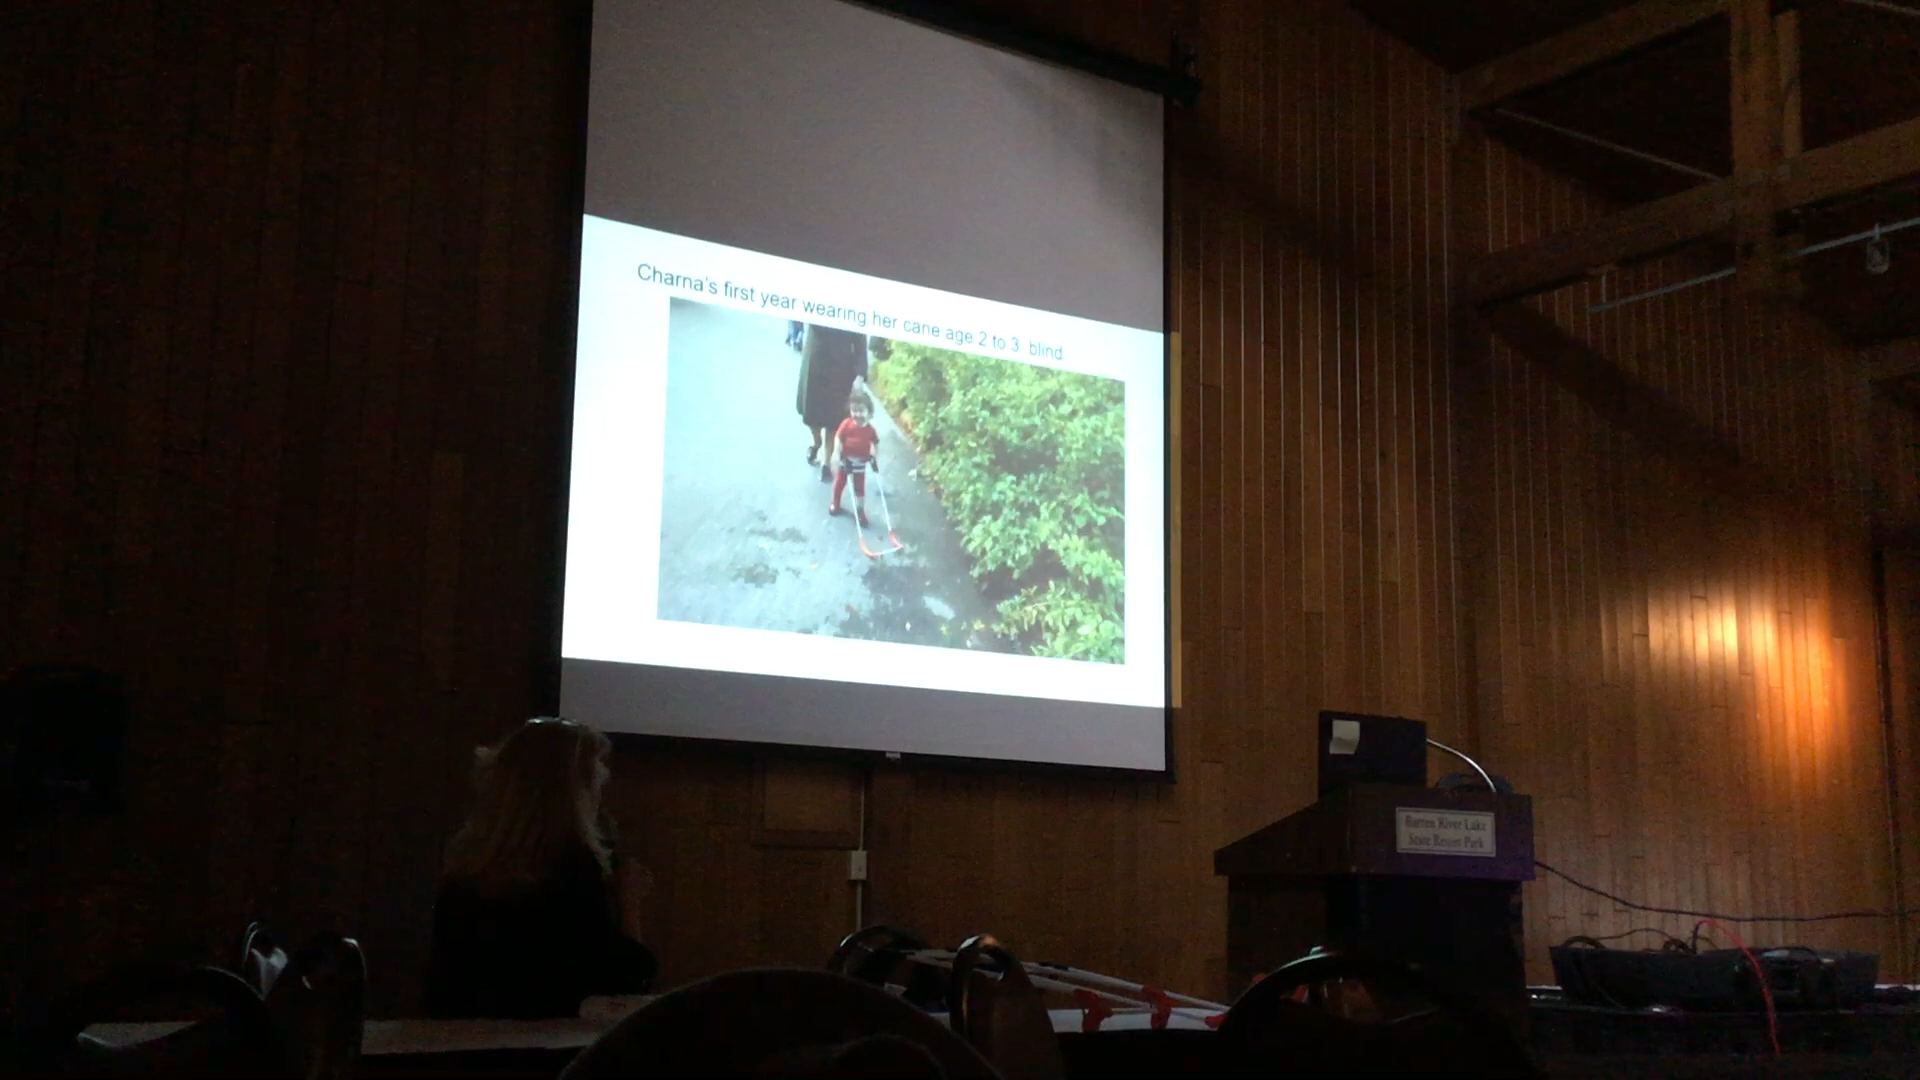 Charna's first year wearing her cane age 2 to 3 blind
Barren River Lake
State Resort Park